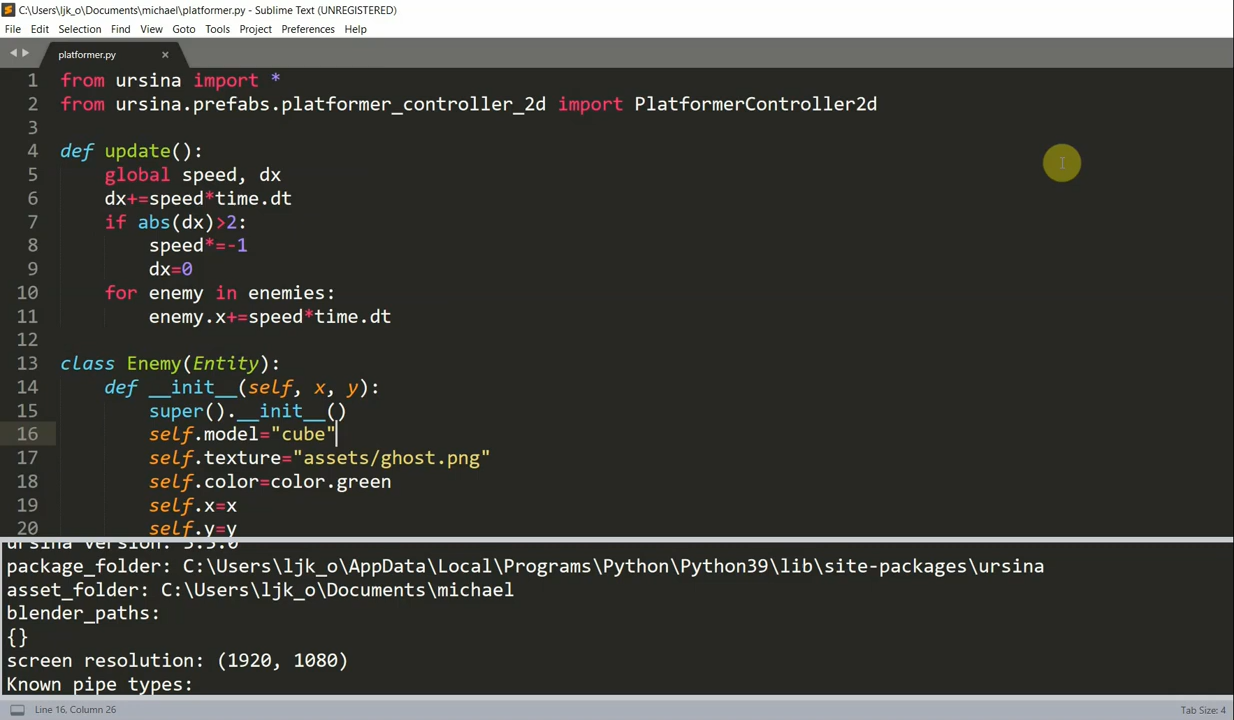 C:\Users\ljk_o\Documents\michael\platformer.py - Sublime Text (UNREGISTERED)
File Edit Selection Find View Goto Tools Project Preferences Help
platformer.py
1 from ursina import *
2 from ursina.prefabs.platformer_controller_2d import PlatformerController2d
3
4 def update():
5 global speed, dx
6 dx+=speed*time.dt
7 if abs(dx)>2:
8 speed*=-1
9 dx=0
10 for enemy in enemies:
11 enemy.x+=speed*time.dt
12
13 class Enemy(Entity):
14 def __init__(self, x, y):
15 super().__init__()
16 self.model="cube"
17 self.texture="assets/ghost.png"
18 self.color=color.green
19 self.x=x
20 self.y=y
ursina version:
package_folder: C:\Users\ljk_o\AppData\Local\Programs\Python\Python39\lib\site-packages\ursina
asset_folder: C:\Users\ljk_o\Documents\michael
blender_paths:
{}
screen resolution: (1920, 1080)
Known pipe types:
Line 16, Column 26
Tab Size: 4